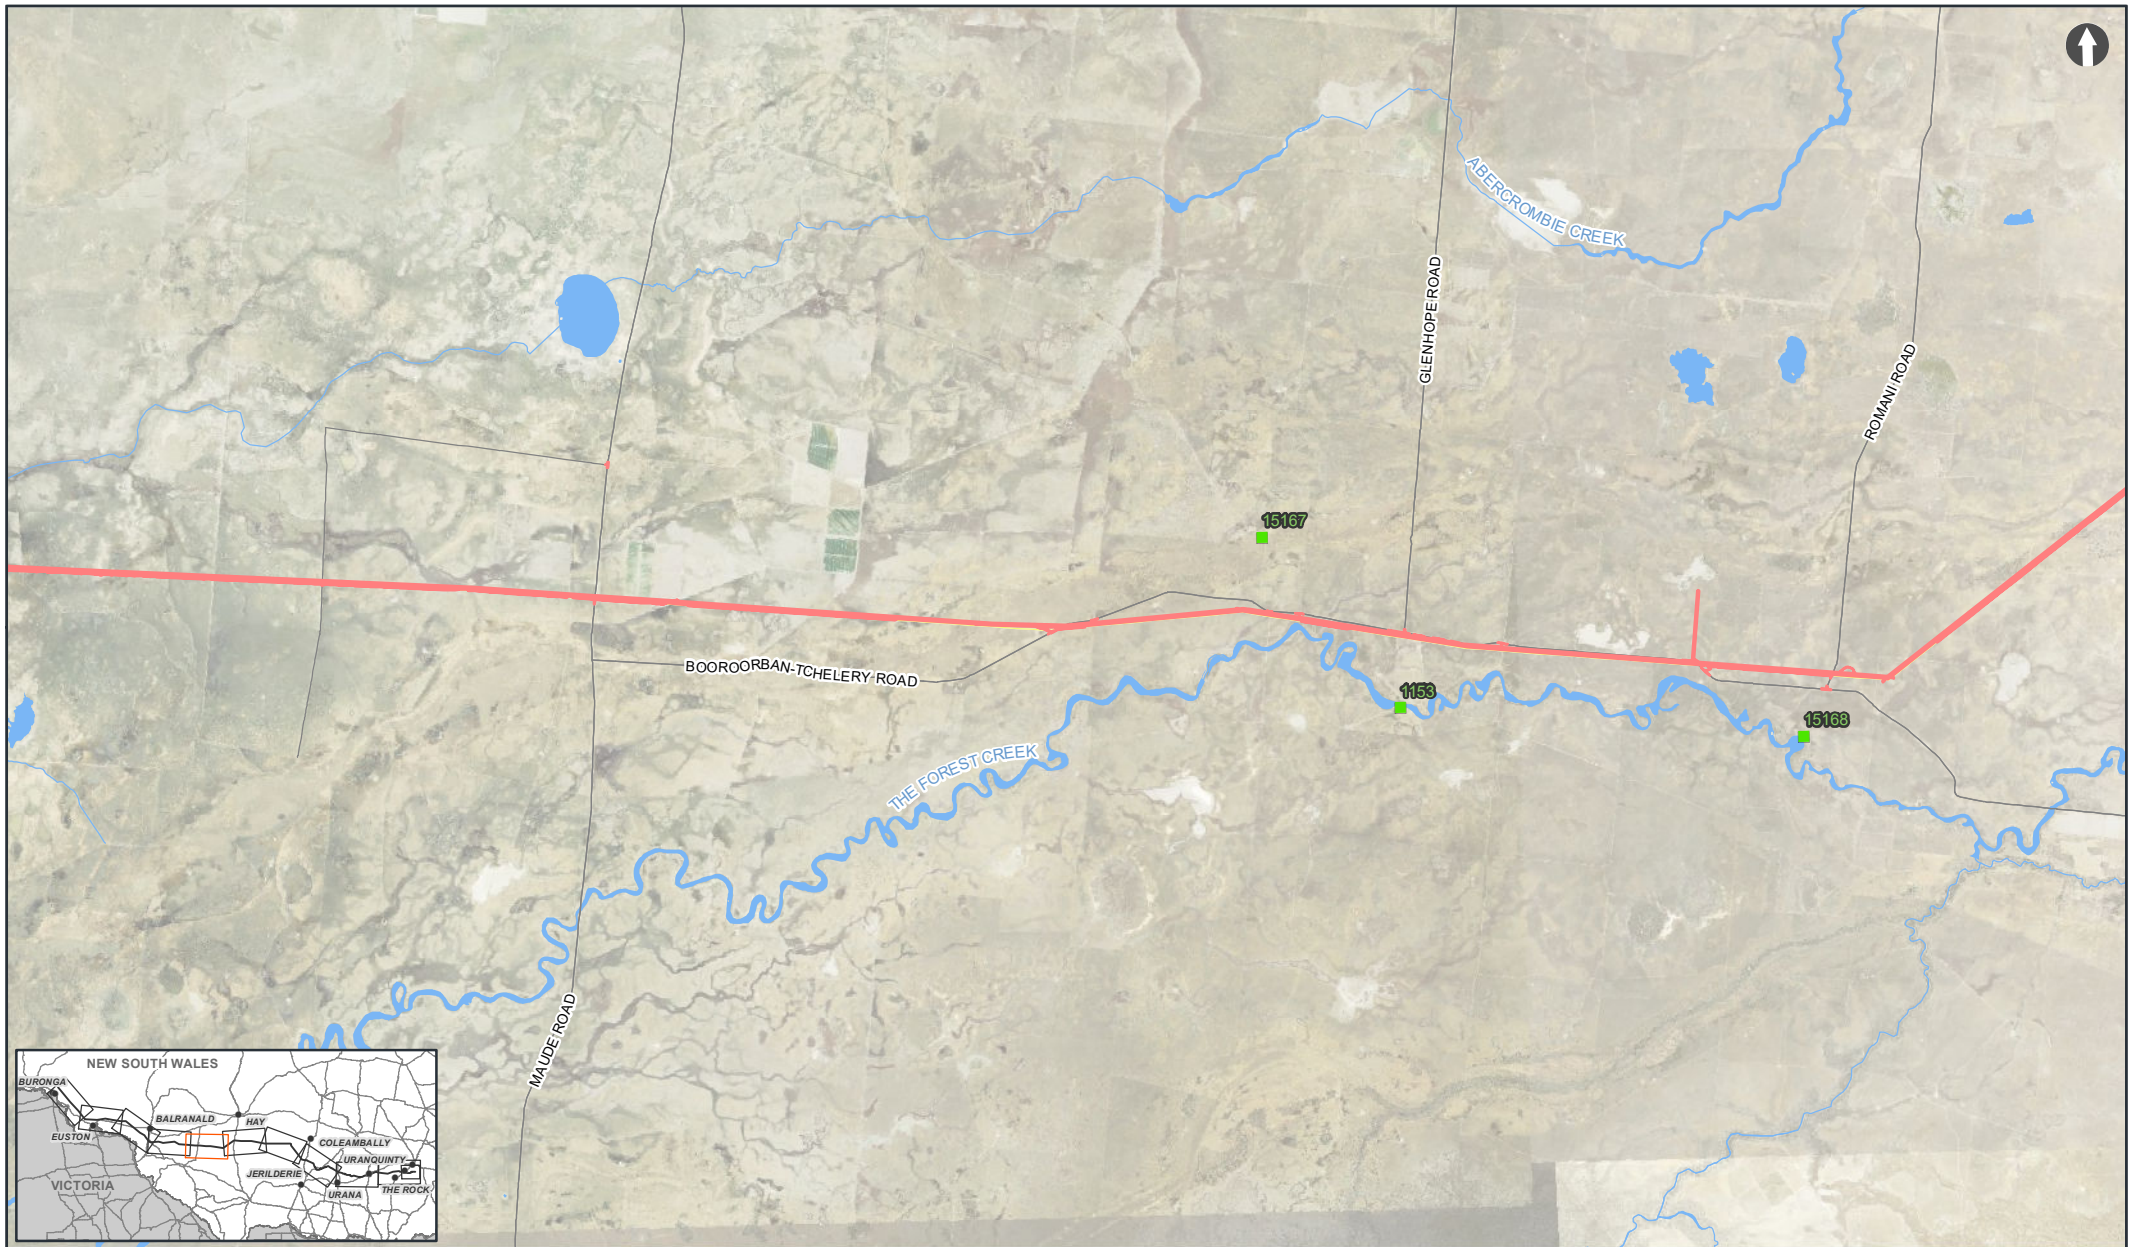 ABERCROMBIE CREEK
GLENHOPE ROAD
ROMANI ROAD
15167
BOOROORBAN-TCHELERY ROAD
1153
15168
THE FOREST CREEK
MAUDE ROAD
NEW SOUTH WALES
BURONGA
BALRANALD
HAY
EUSTON
COLEAMBALLY
URANQUINTY
JERILDERIE
VICTORIA
THE ROCK
URANA